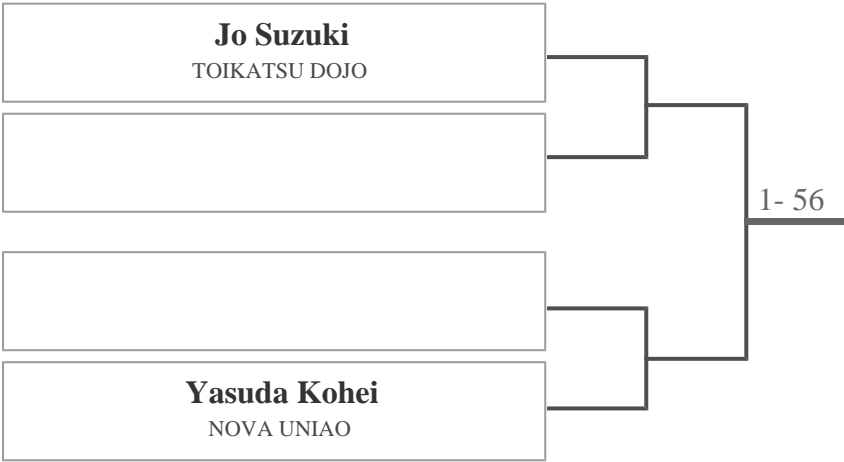 Jo Suzuki
TOIKATSU DOJO
1- 56
Yasuda Kohei
NOVA UNIAO